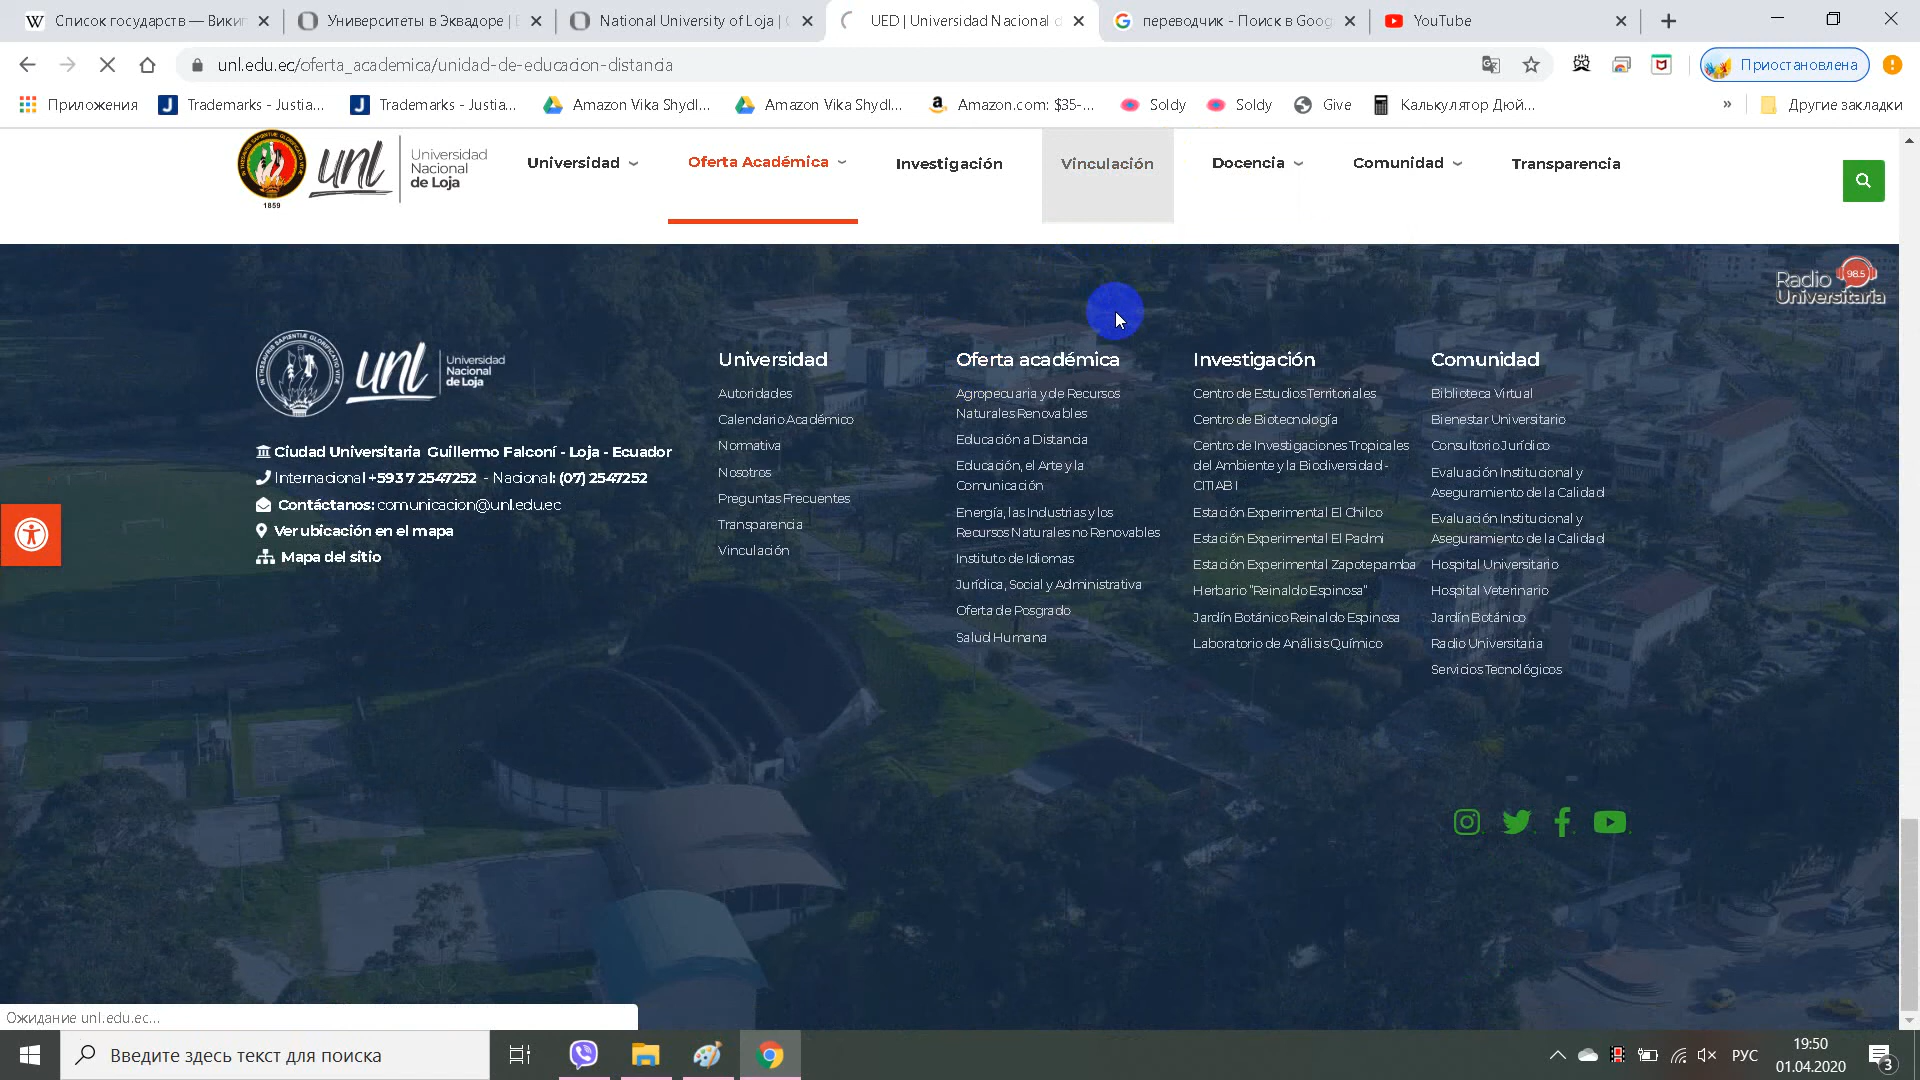 Список государств — Вики
Университеты в Эквадоре |
National University of Loja |
UED | Universidad Nacional d
переводчик - Поиск в Goog
YouTube
unl.edu.ec/oferta_academica/unidad-de-educacion-distancia
Приостановлена
Приложения
Trademarks - Justia...
Trademarks - Justia...
Amazon Vika Shydl...
Amazon Vika Shydl...
Amazon.com: $35-...
Soldy
Soldy
Give
Калькулятор Дюй...
»
Другие закладки
1859
unl
Universidad
Nacional
de Loja
Universidad
Oferta Académica
Investigación
Vinculación
Docencia
Comunidad
Transparencia
Radio 98.5
Universitaria
unl
Universidad
Nacional
de Loja
Ciudad Universitaria Guillermo Falconí - Loja - Ecuador
Internacional +593 7 2547252 - Nacional: (07) 2547252
Contáctanos: comunicacion@unl.edu.ec
Ver ubicación en el mapa
Mapa del sitio
Universidad
Autoridades
Calendario Académico
Normativa
Nosotros
Preguntas Frecuentes
Transparencia
Vinculación
Oferta académica
Agropecuaria y de Recursos
Naturales Renovables
Educación a Distancia
Educación, el Arte y la
Comunicación
Energía, las Industrias y los
Recursos Naturales no Renovables
Instituto de Idiomas
Jurídica, Social y Administrativa
Oferta de Posgrado
Salud Humana
Investigación
Centro de Estudios Territoriales
Centro de Biotecnología
Centro de Investigaciones Tropicales
del Ambiente y la Biodiversidad -
CITIAB I
Estación Experimental El Chilco
Estación Experimental El Padmi
Estación Experimental Zapotepamba
Herbario "Reinaldo Espinosa"
Jardín Botánico Reinaldo Espinosa
Laboratorio de Análisis Químico
Comunidad
Biblioteca Virtual
Bienestar Universitario
Consultorio Jurídico
Evaluación Institucional y
Aseguramiento de la Calidad
Evaluación Institucional y
Aseguramiento de la Calidad
Hospital Universitario
Hospital Veterinario
Jardín Botánico
Radio Universitaria
Servicios Tecnológicos
Ожидание unl.edu.ec...
Введите здесь текст для поиска
РУС
19:50
01.04.2020
3